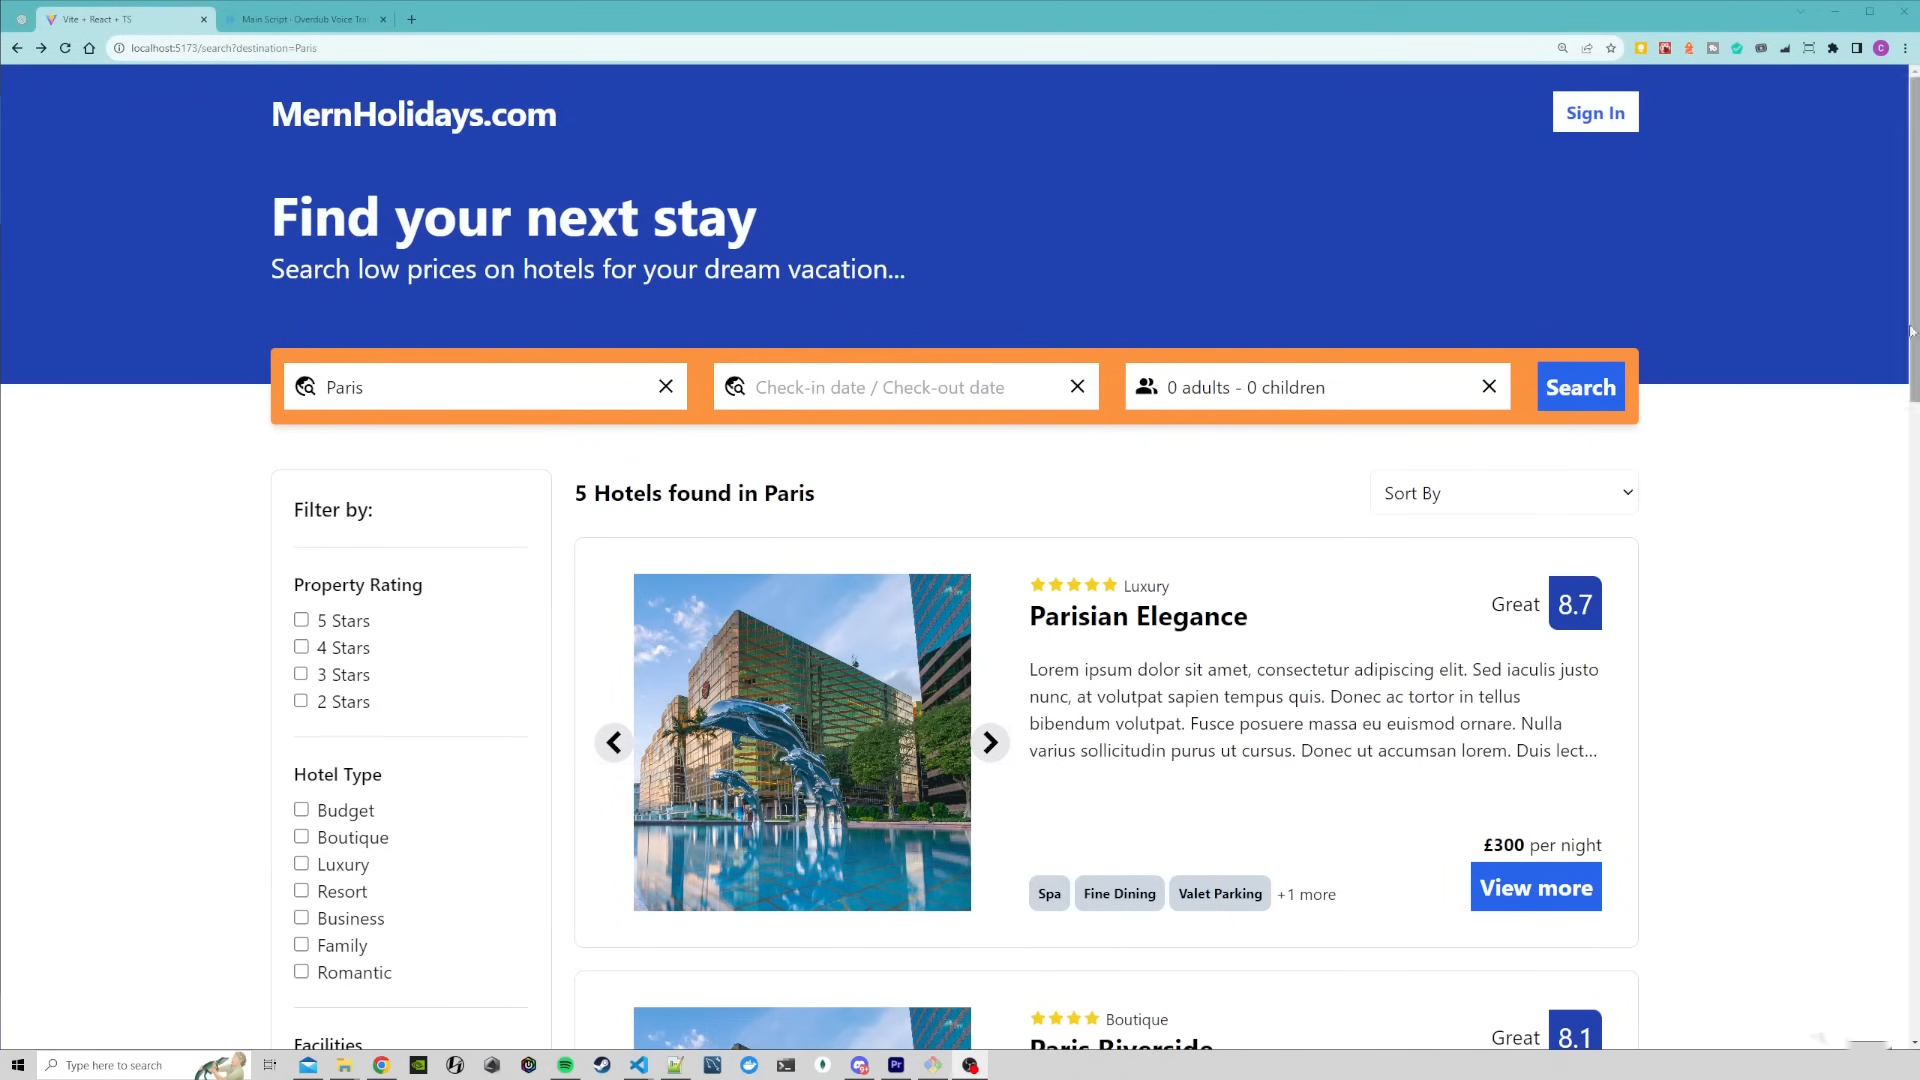 Vite + React + TS
Main Script - Overdub Voice Tra
localhost:5173/search?destination=Paris
C
MernHolidays.com
Sign In
Find your next stay
Search low prices on hotels for your dream vacation...
Paris
Check-in date / Check-out date
0 adults - 0 children
Search
Filter by:
Property Rating
5 Stars
4 Stars
3 Stars
2 Stars
Hotel Type
Budget
Boutique
Luxury
Resort
Business
Family
Romantic
Facilities
5 Hotels found in Paris
Sort By
Luxury
Parisian Elegance
Great
8.7
Lorem ipsum dolor sit amet, consectetur adipiscing elit. Sed iaculis justo
nunc, at volutpat sapien tempus quis. Donec ac tortor in tellus
bibendum volutpat. Fusce posuere massa eu euismod ornare. Nulla
varius sollicitudin purus ut cursus. Donec ut accumsan lorem. Duis lect...
£300 per night
Spa
Fine Dining
Valet Parking
+1 more
View more
Boutique
Paris Riverside
Great
8.1
Type here to search
Pr